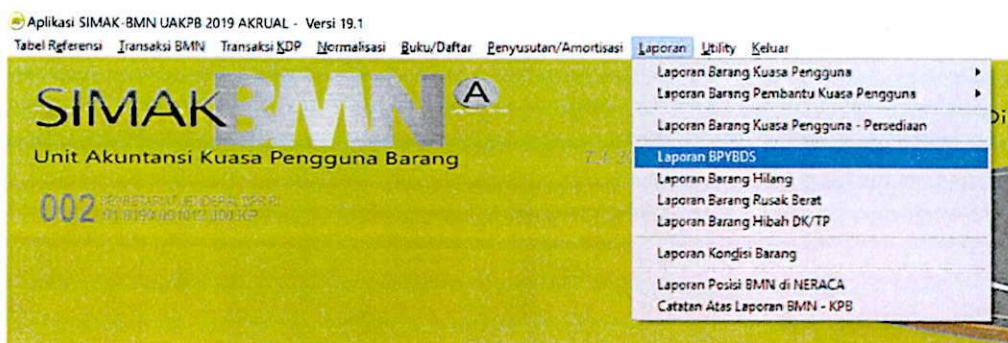 Aplikasi SIMAK-BMN UAKPB 2019 AKRUAL - Versi 19.1
Tabel Referensi Transaksi BMN Transaksi KDP Normalisasi Buku/Daftar Penyusutan/Amortisasi Laporan Utility Keluar
SIMAK BMN A
Unit Akuntansi Kuasa Pengguna Barang
002
Laporan Barang Kuasa Pengguna
Laporan Barang Pembantu Kuasa Pengguna
Laporan Barang Kuasa Pengguna - Persediaan
Laporan BPYBDS
Laporan Barang Hilang
Laporan Barang Rusak Berat
Laporan Barang Hibah DK/TP
Laporan Kondisi Barang
Laporan Posisi BMN di NERACA
Catatan Atas Laporan BMN - KPB